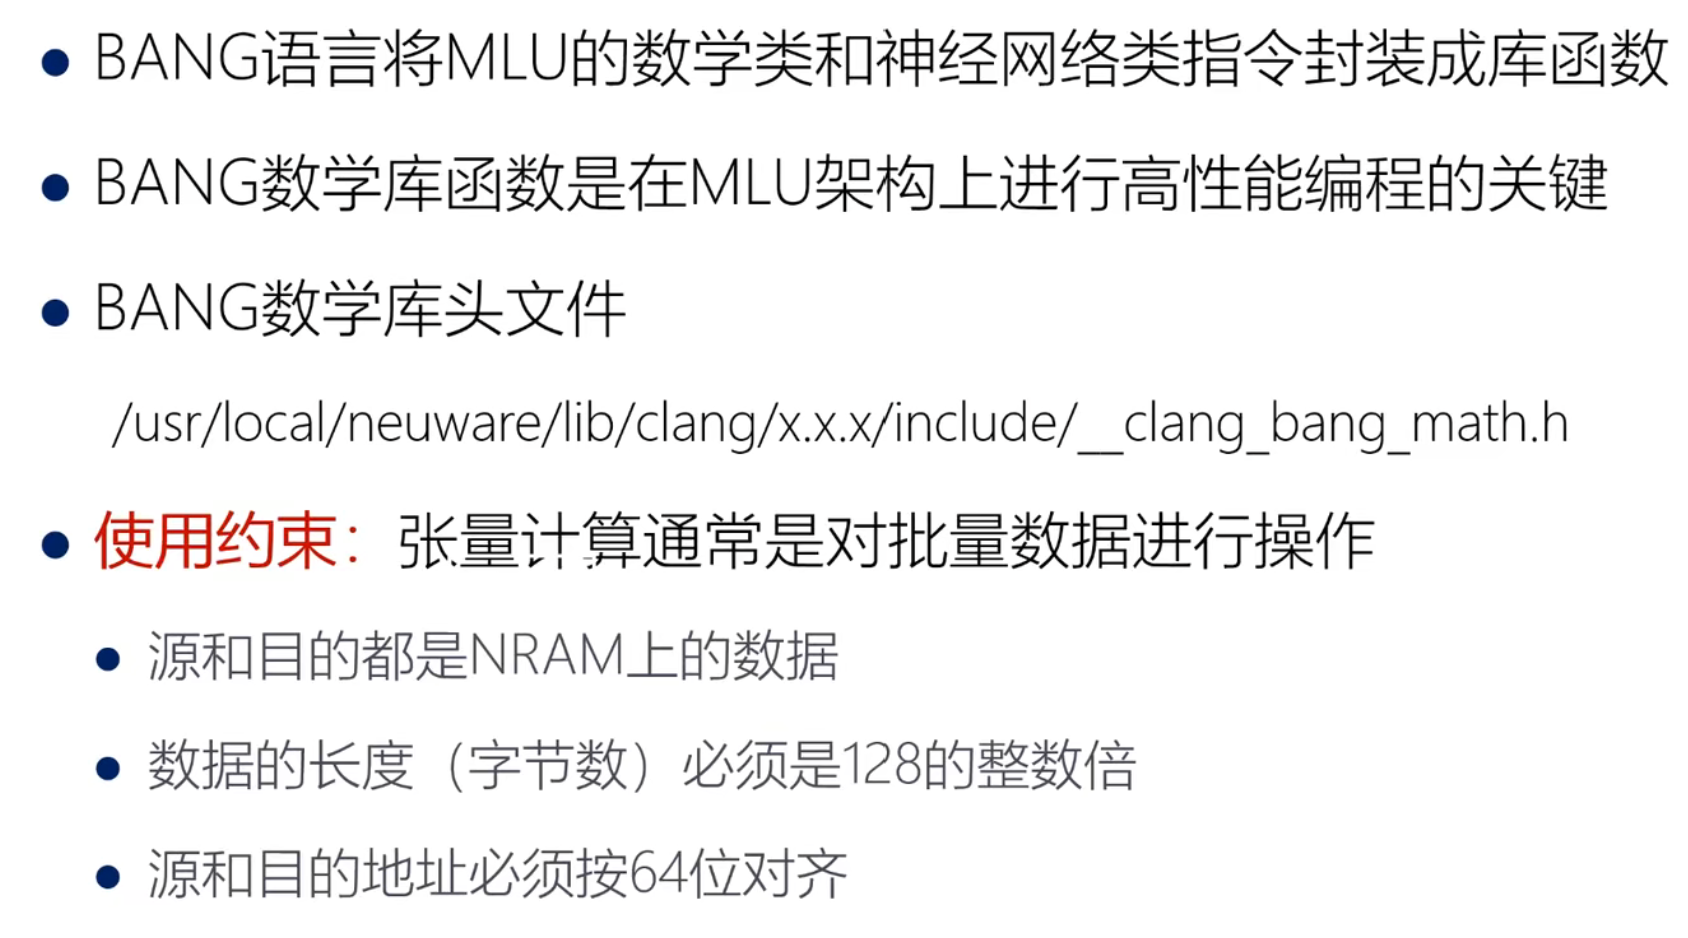 BANG语言将MLU的数学类和神经网络类指令封装成库函数
BANG数学库函数是在MLU架构上进行高性能编程的关键
BANG数学库头文件
/usr/local/neuware/lib/clang/x.x.x/include/__clang_bang_math.h
使用约束：张量计算通常是对批量数据进行操作
源和目的都是NRAM上的数据
数据的长度（字节数）必须是128的整数倍
源和目的地址必须按64位对齐